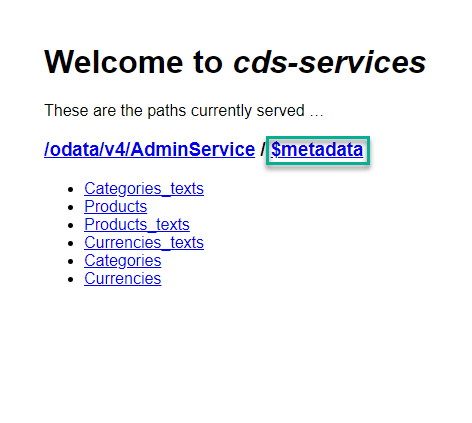 Welcome to cds-services
These are the paths currently served …
/odata/v4/AdminService / $metadata
Categories_texts
Products
Products_texts
Currencies_texts
Categories
Currencies